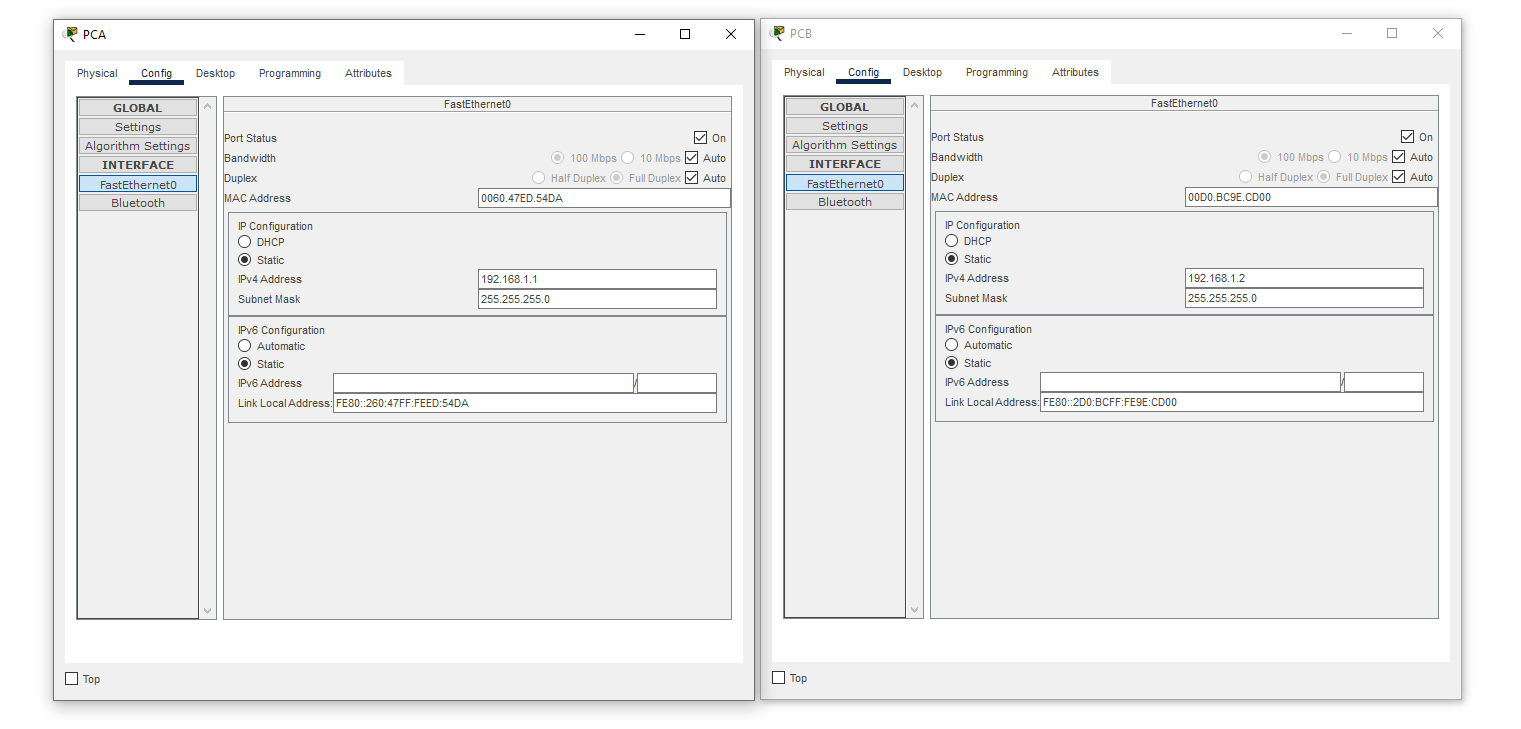 PCA
Physical Config Desktop Programming Attributes
GLOBAL
Settings
Algorithm Settings
INTERFACE
FastEthernet0
Bluetooth
FastEthernet0
Port Status On
Bandwidth 100 Mbps 10 Mbps Auto
Duplex Half Duplex Full Duplex Auto
MAC Address 0060.47ED.54DA
IP Configuration
DHCP
Static
IPv4 Address 192.168.1.1
Subnet Mask 255.255.255.0
IPv6 Configuration
Automatic
Static
IPv6 Address /
Link Local Address: FE80::260:47FF:FEED:54DA
Top
PCB
Physical Config Desktop Programming Attributes
GLOBAL
Settings
Algorithm Settings
INTERFACE
FastEthernet0
Bluetooth
FastEthernet0
Port Status On
Bandwidth 100 Mbps 10 Mbps Auto
Duplex Half Duplex Full Duplex Auto
MAC Address 00D0.BC9E.CD00
IP Configuration
DHCP
Static
IPv4 Address 192.168.1.2
Subnet Mask 255.255.255.0
IPv6 Configuration
Automatic
Static
IPv6 Address /
Link Local Address: FE80::2D0:BCFF:FE9E:CD00
Top